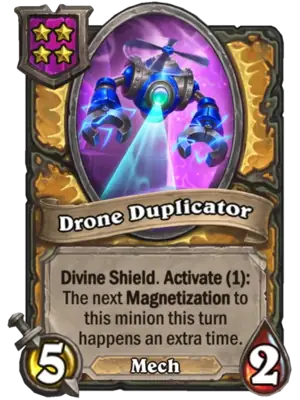 Drone Duplicator
Divine Shield. Activate (1):
The next Magnetization to
this minion this turn
happens an extra time.
5
Mech
2